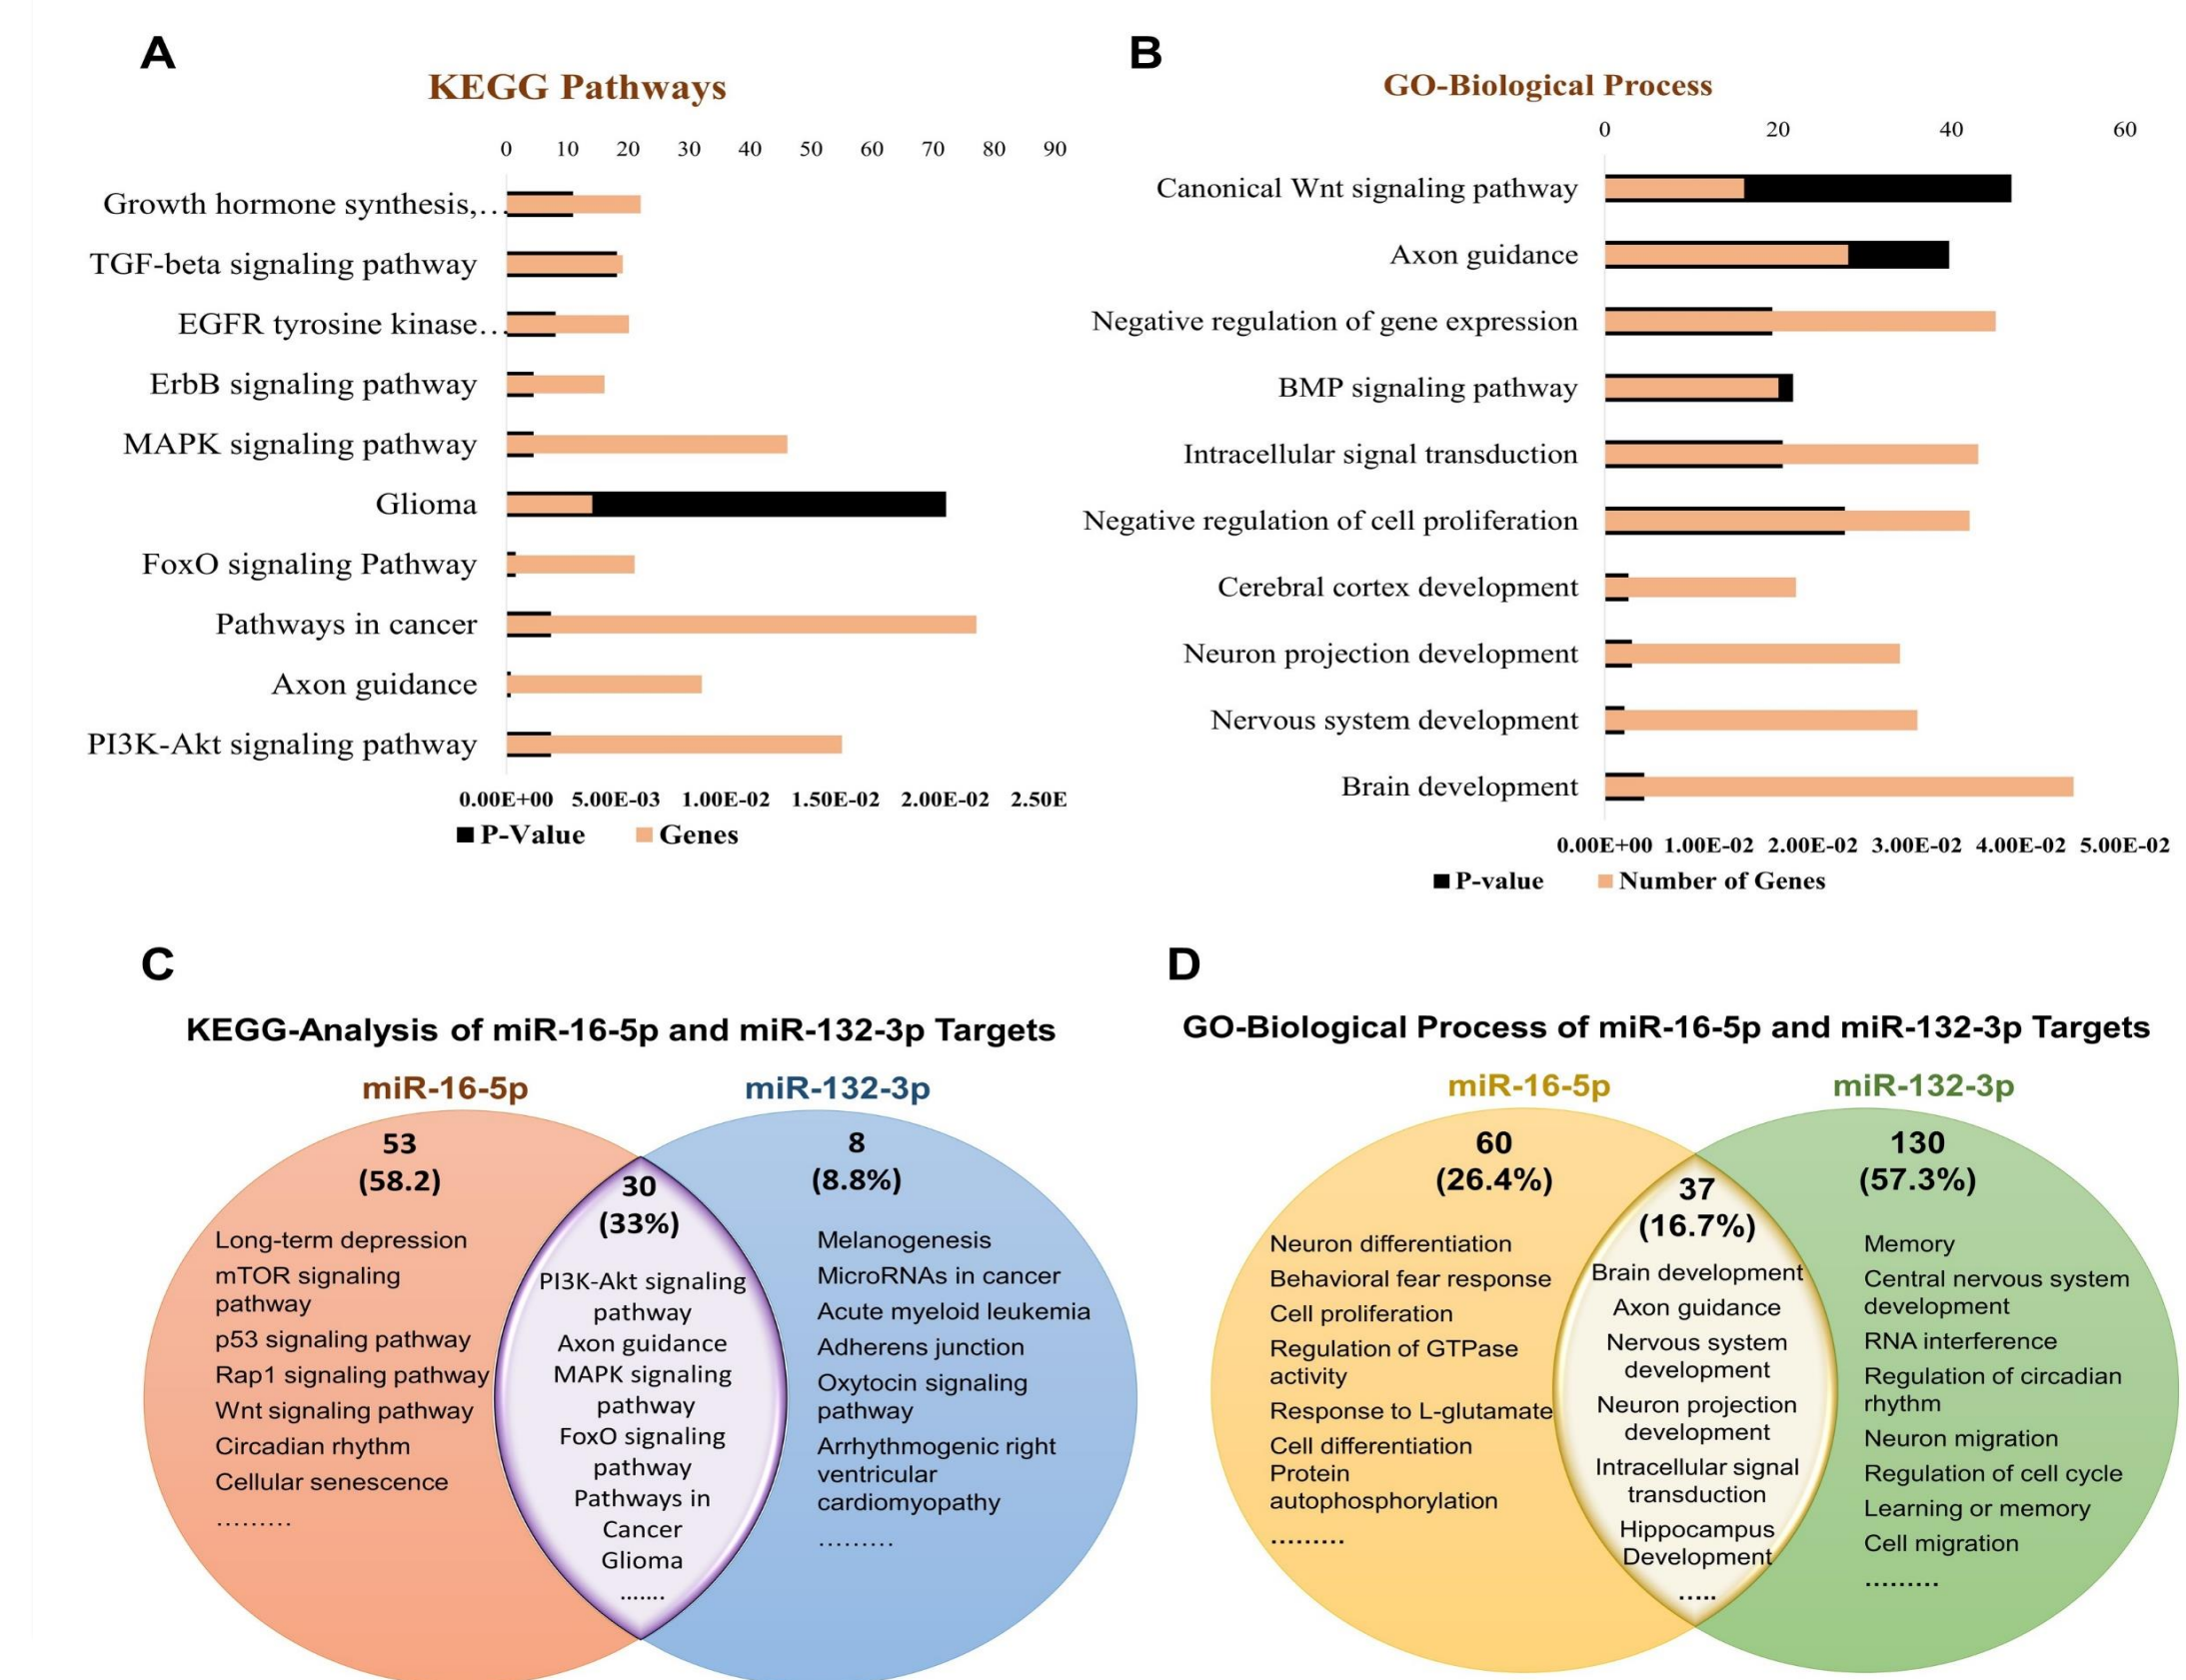 A
KEGG Pathways
0 10 20 30 40 50 60 70 80 90
Growth hormone synthesis,...
TGF-beta signaling pathway
EGFR tyrosine kinase...
ErbB signaling pathway
MAPK signaling pathway
Glioma
FoxO signaling Pathway
Pathways in cancer
Axon guidance
PI3K-Akt signaling pathway
0.00E+00 5.00E-03 1.00E-02 1.50E-02 2.00E-02 2.50E
P-Value Genes
B
GO-Biological Process
0 20 40 60
Canonical Wnt signaling pathway
Axon guidance
Negative regulation of gene expression
BMP signaling pathway
Intracellular signal transduction
Negative regulation of cell proliferation
Cerebral cortex development
Neuron projection development
Nervous system development
Brain development
0.00E+00 1.00E-02 2.00E-02 3.00E-02 4.00E-02 5.00E-02
P-value Number of Genes
C
KEGG-Analysis of miR-16-5p and miR-132-3p Targets
miR-16-5p
53
(58.2)
Long-term depression
mTOR signaling
pathway
p53 signaling pathway
Rap1 signaling pathway
Wnt signaling pathway
Circadian rhythm
Cellular senescence
.........
30
(33%)
PI3K-Akt signaling
pathway
Axon guidance
MAPK signaling
pathway
FoxO signaling
pathway
Pathways in
Cancer
Glioma
.......
miR-132-3p
8
(8.8%)
Melanogenesis
MicroRNAs in cancer
Acute myeloid leukemia
Adherens junction
Oxytocin signaling
pathway
Arrhythmogenic right
ventricular
cardiomyopathy
.........
D
GO-Biological Process of miR-16-5p and miR-132-3p Targets
miR-16-5p
60
(26.4%)
Neuron differentiation
Behavioral fear response
Cell proliferation
Regulation of GTPase
activity
Response to L-glutamate
Cell differentiation
Protein
autophosphorylation
.........
37
(16.7%)
Brain development
Axon guidance
Nervous system
development
Neuron projection
development
Intracellular signal
transduction
Hippocampus
Development
.....
miR-132-3p
130
(57.3%)
Memory
Central nervous system
development
RNA interference
Regulation of circadian
rhythm
Neuron migration
Regulation of cell cycle
Learning or memory
Cell migration
.........